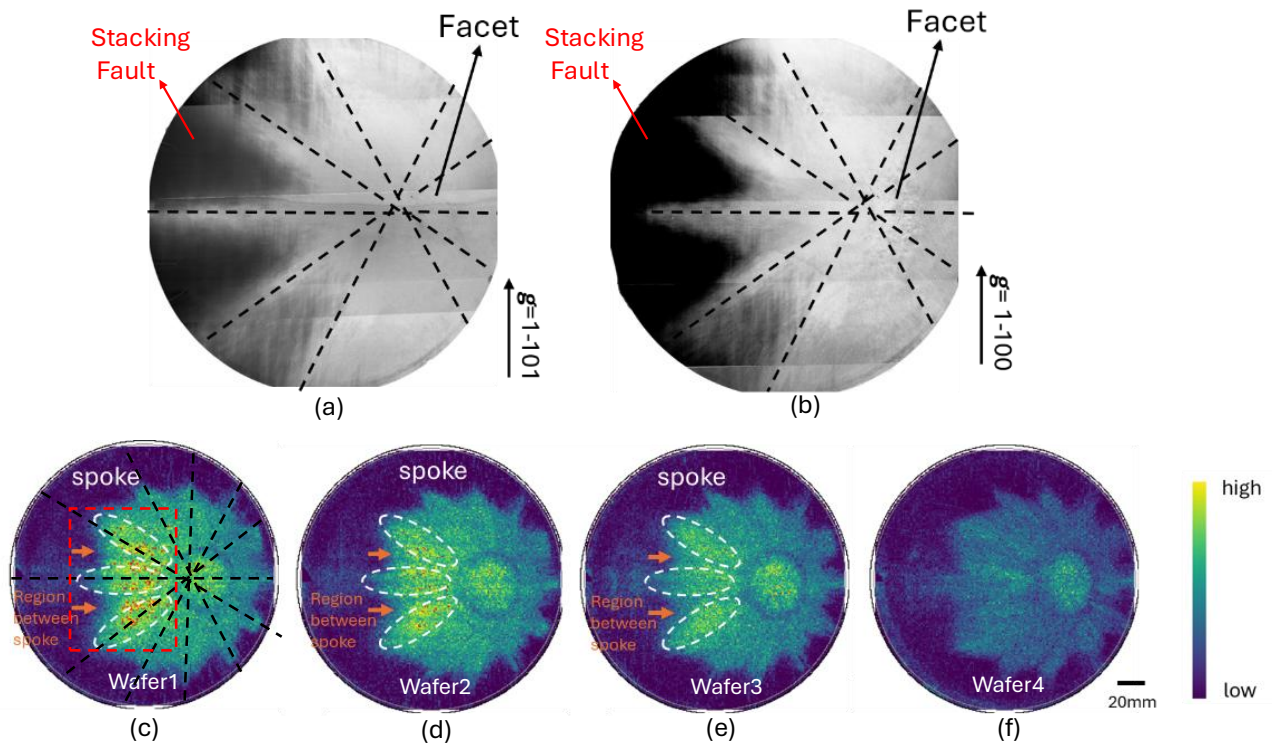 Stacking
Fault
Facet
g=1-101
(a)
Stacking
Fault
Facet
g=1-100
(b)
spoke
Region
between
spoke
Wafer1
(c)
spoke
Region
between
spoke
Wafer2
(d)
spoke
Region
between
spoke
Wafer3
(e)
Wafer4
20mm
(f)
high
low